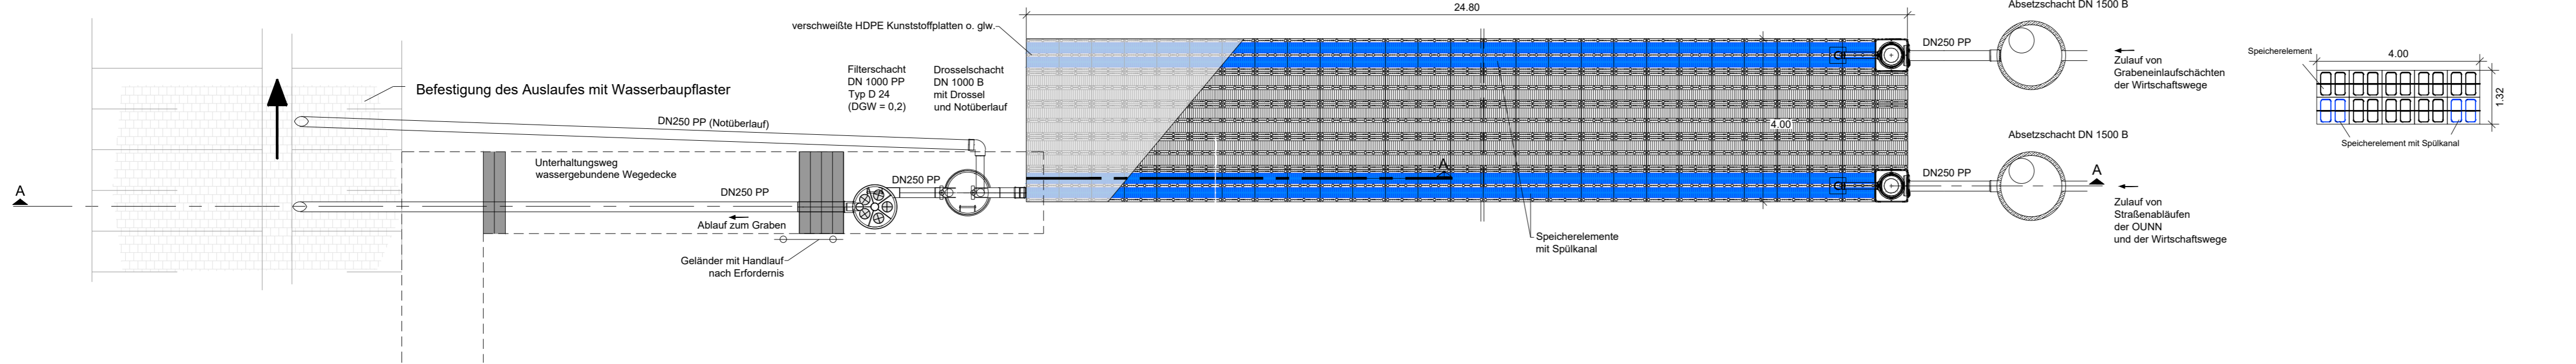 Befestigung des Auslaufes mit Wasserbaupflaster
DN250 PP (Notüberlauf)
Unterhaltungsweg
wassergebundene Wegedecke
DN250 PP
Ablauf zum Graben
Geländer mit Handlauf
nach Erfordernis
A
verschweißte HDPE Kunststoffplatten o. glw.
Filterschacht
DN 1000 PP
Typ D 24
(DGW = 0,2)
Drosselschacht
DN 1000 B
mit Drossel
und Notüberlauf
DN250 PP
24.80
4.00
A
Speicherelemente
mit Spülkanal
Absetzschacht DN 1500 B
DN250 PP
Zulauf von
Grabeneinlaufschächten
der Wirtschaftswege
Absetzschacht DN 1500 B
DN250 PP
A
Zulauf von
Straßenabläufen
der OUNN
und der Wirtschaftswege
Speicherelement
4.00
1.32
Speicherelement mit Spülkanal